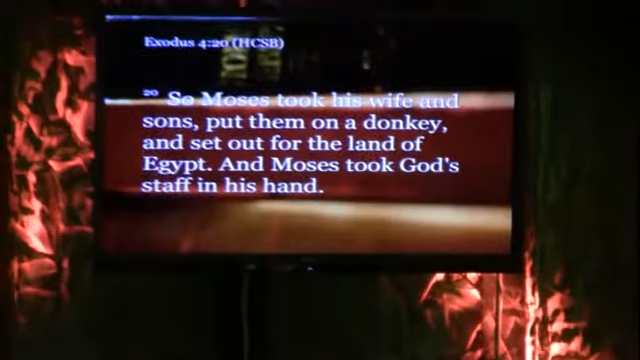 Exodus 4:20 (HCSB)
20 So Moses took his wife and
sons, put them on a donkey,
and set out for the land of
Egypt. And Moses took God's
staff in his hand.